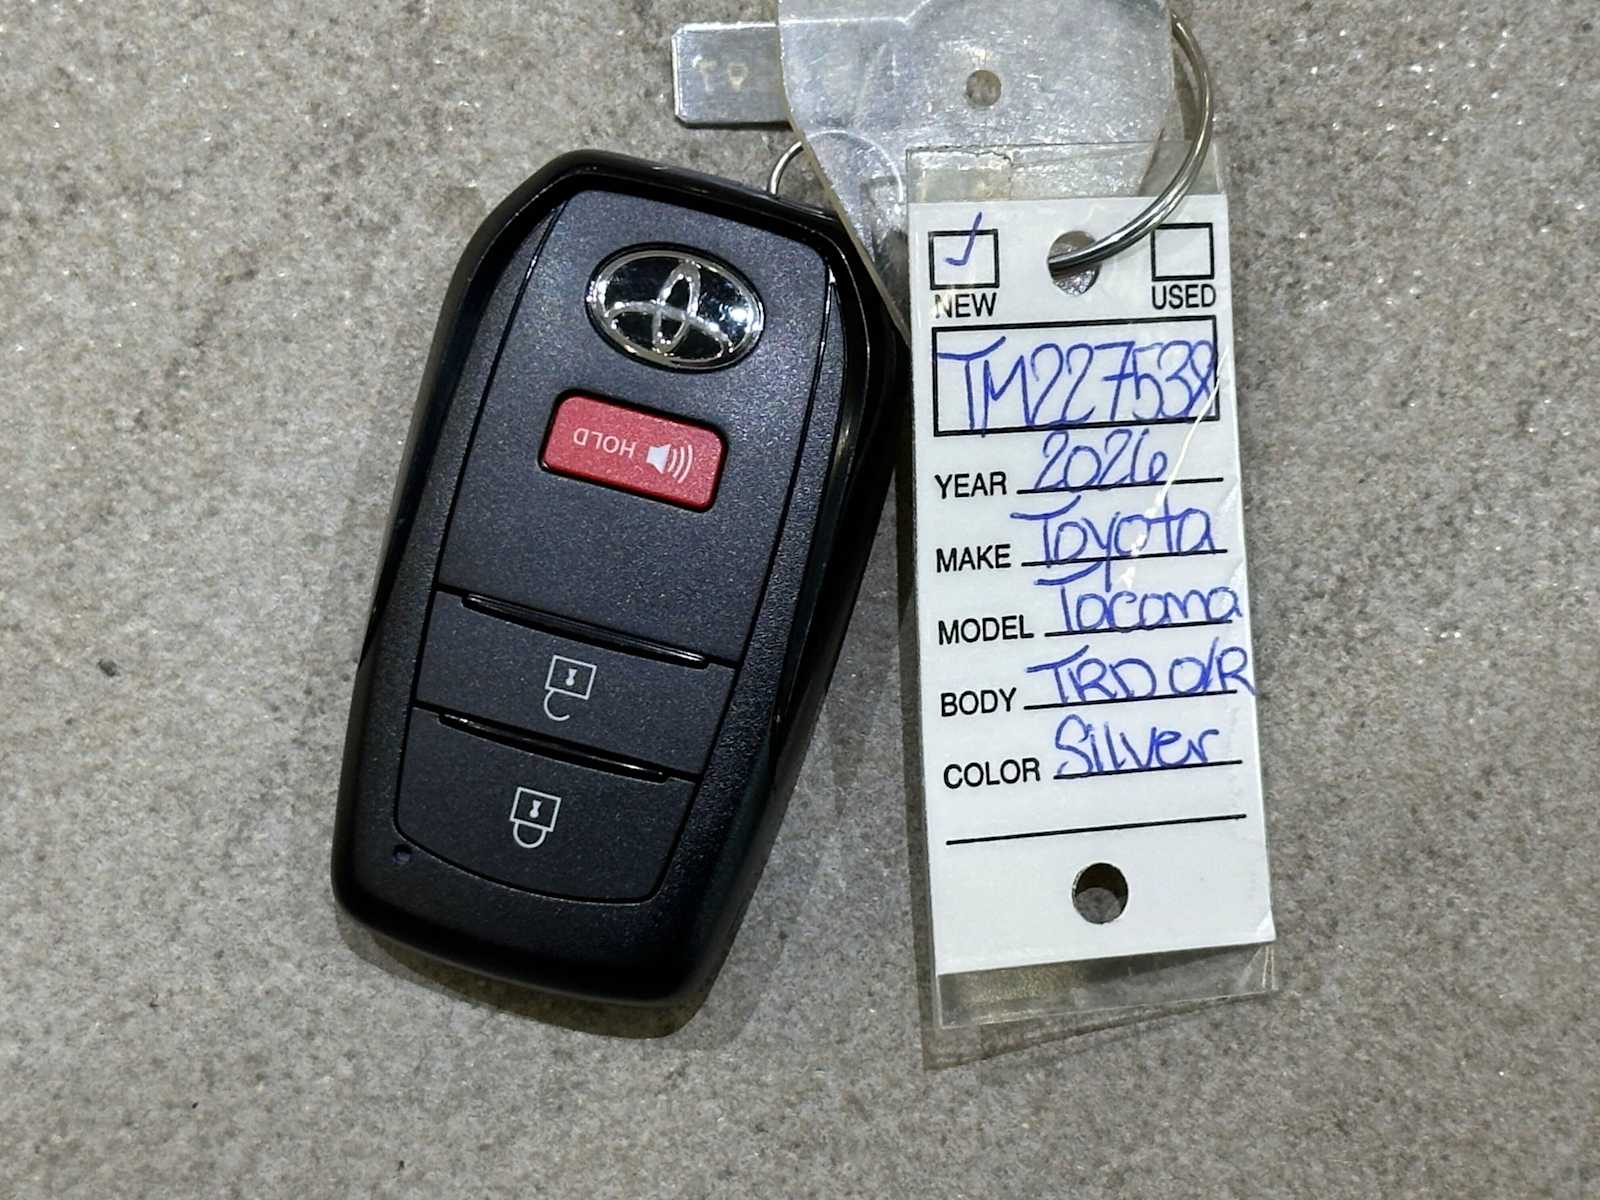 HOLD
NEW
USED
TM227538
YEAR 2026
MAKE Toyota
MODEL Tacoma
BODY TRD O/R
COLOR Silver